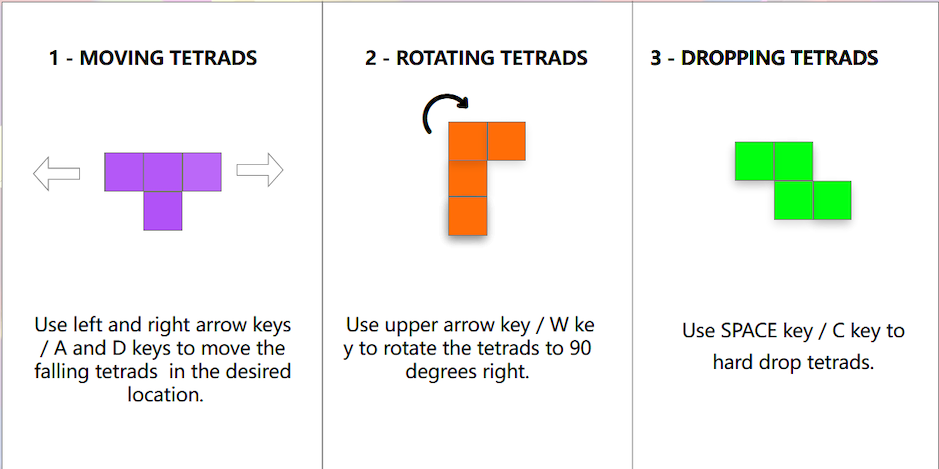 1 - MOVING TETRADS
Use left and right arrow keys
/ A and D keys to move the
falling tetrads  in the desired
location.
2 - ROTATING TETRADS
Use upper arrow key / W ke
y to rotate the tetrads to 90
degrees right.
3 - DROPPING TETRADS
Use SPACE key / C key to
hard drop tetrads.